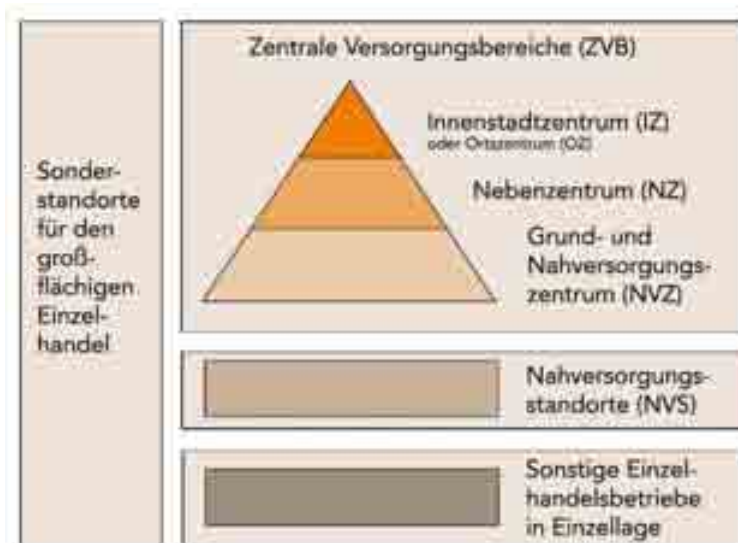 Sonder-
standorte
für den
groß-
flächigen
Einzel-
handel
Zentrale Versorgungsbereiche (ZVB)
Innenstadtzentrum (IZ)
oder Ortszentrum (OZ)
Nebenzentrum (NZ)
Grund- und
Nahversorgungs-
zentrum (NVZ)
Nahversorgungs-
standorte (NVS)
Sonstige Einzel-
handelsbetriebe
in Einzellage